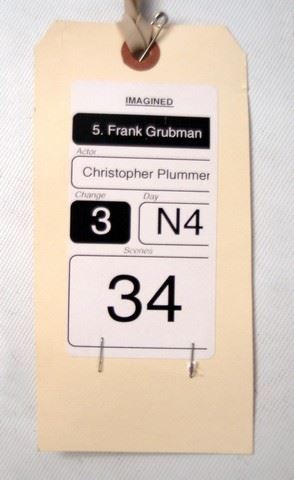 IMAGINED
5. Frank Grubman
Actor
Christopher Plummer
Change Day
3 N4
Scenes
34